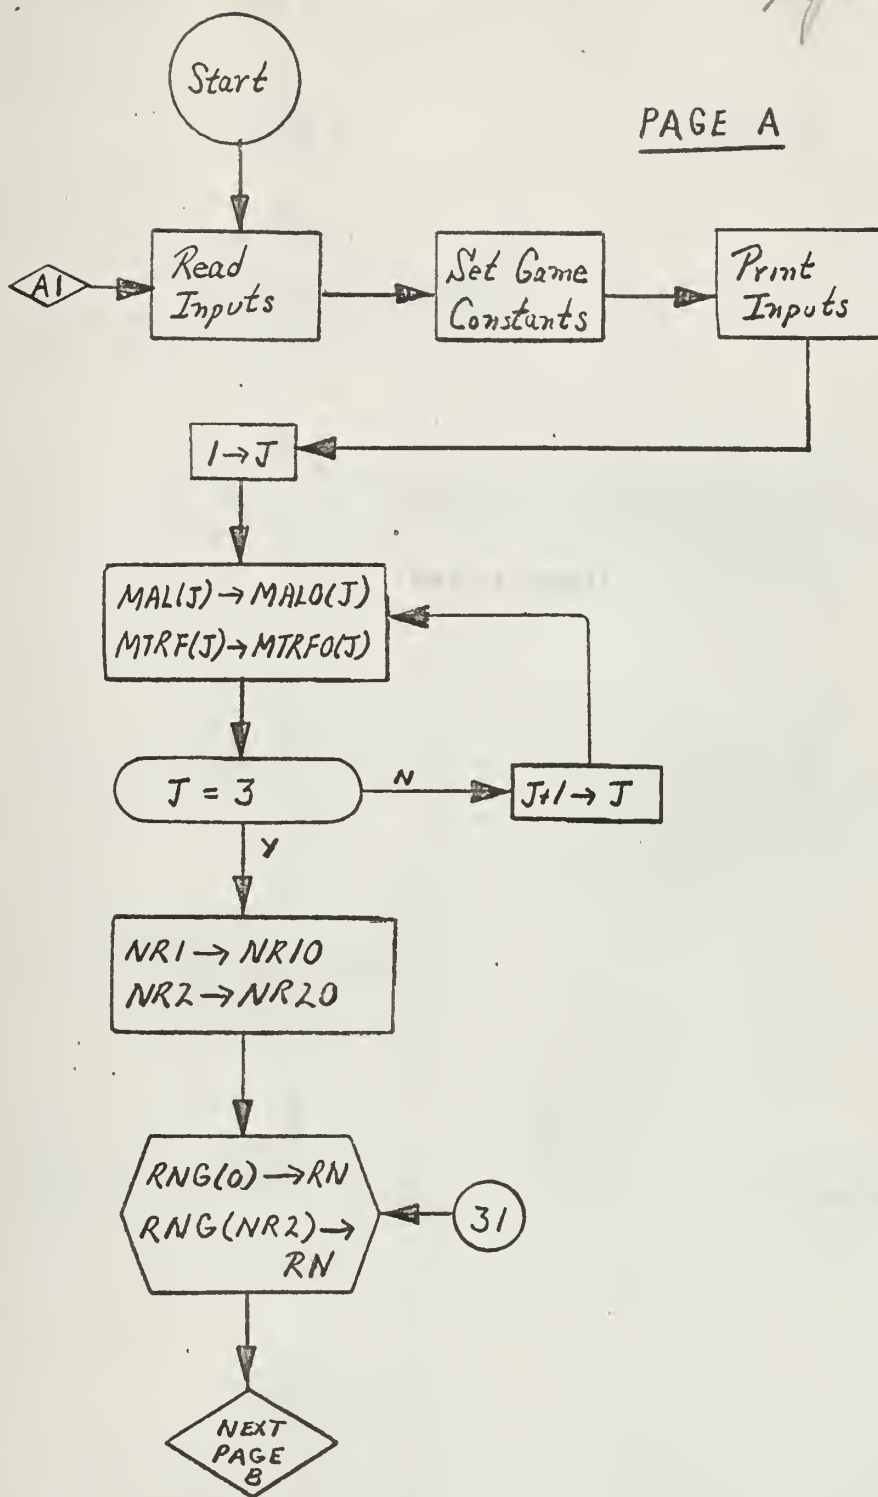 Start
PAGE A
A1
Read
Inputs
Set Game
Constants
Print
Inputs
1→J
MAL(J)→MALO(J)
MTRF(J)→MTRFO(J)
J = 3
N
J+1→J
Y
NR1→NR10
NR2→NR20
RNG(0)→RN
RNG(NR2)→
RN
31
NEXT
PAGE
B